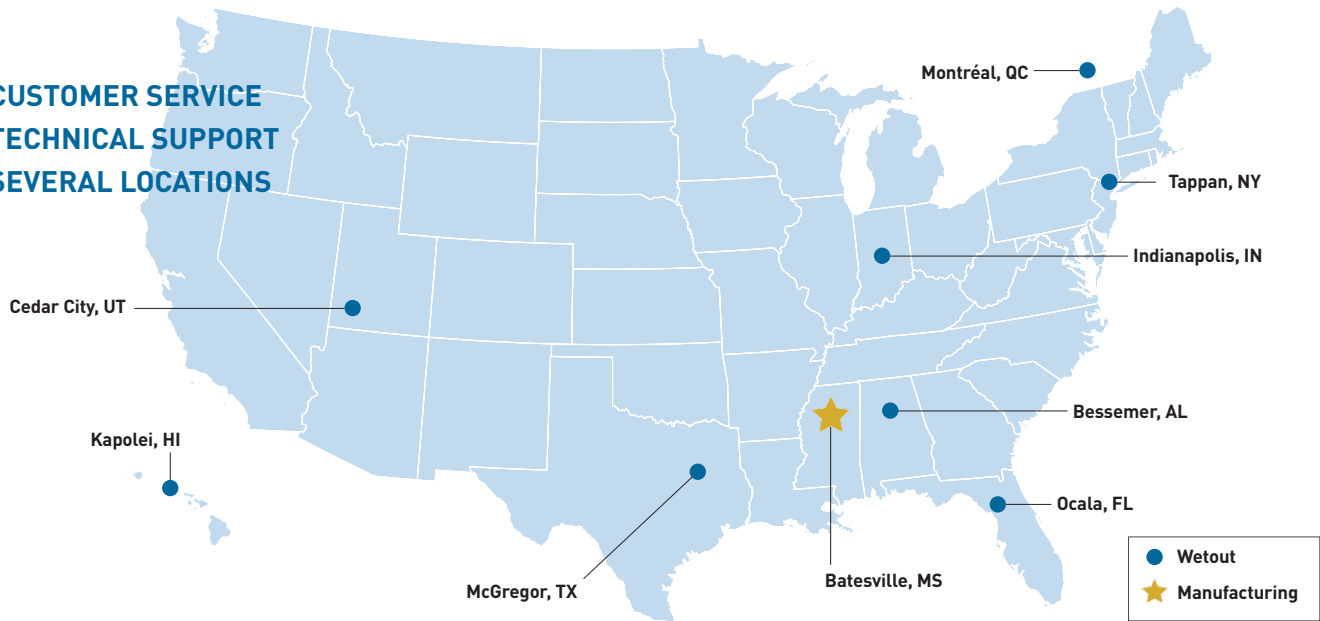 CUSTOMER SERVICE
TECHNICAL SUPPORT
SEVERAL LOCATIONS
Montréal, QC
Tappan, NY
Indianapolis, IN
Cedar City, UT
Bessemer, AL
Kapolei, HI
Ocala, FL
McGregor, TX
Batesville, MS
Wetout
Manufacturing